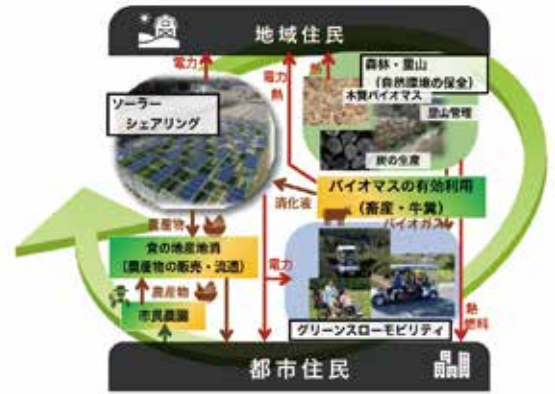 地域住民
電力
電力
熱
熱
森林・里山
(自然環境の保全)
木質バイオマス
里山管理
炭の生産
ソーラー
シェアリング
バイオマスの有効利用
(畜産・牛糞)
消化液
バイオガス
農産物
食の地産地消
(農産物の販売・流通)
電力
農産物
市民農園
グリーンスローモビリティ
熱
燃料
都市住民